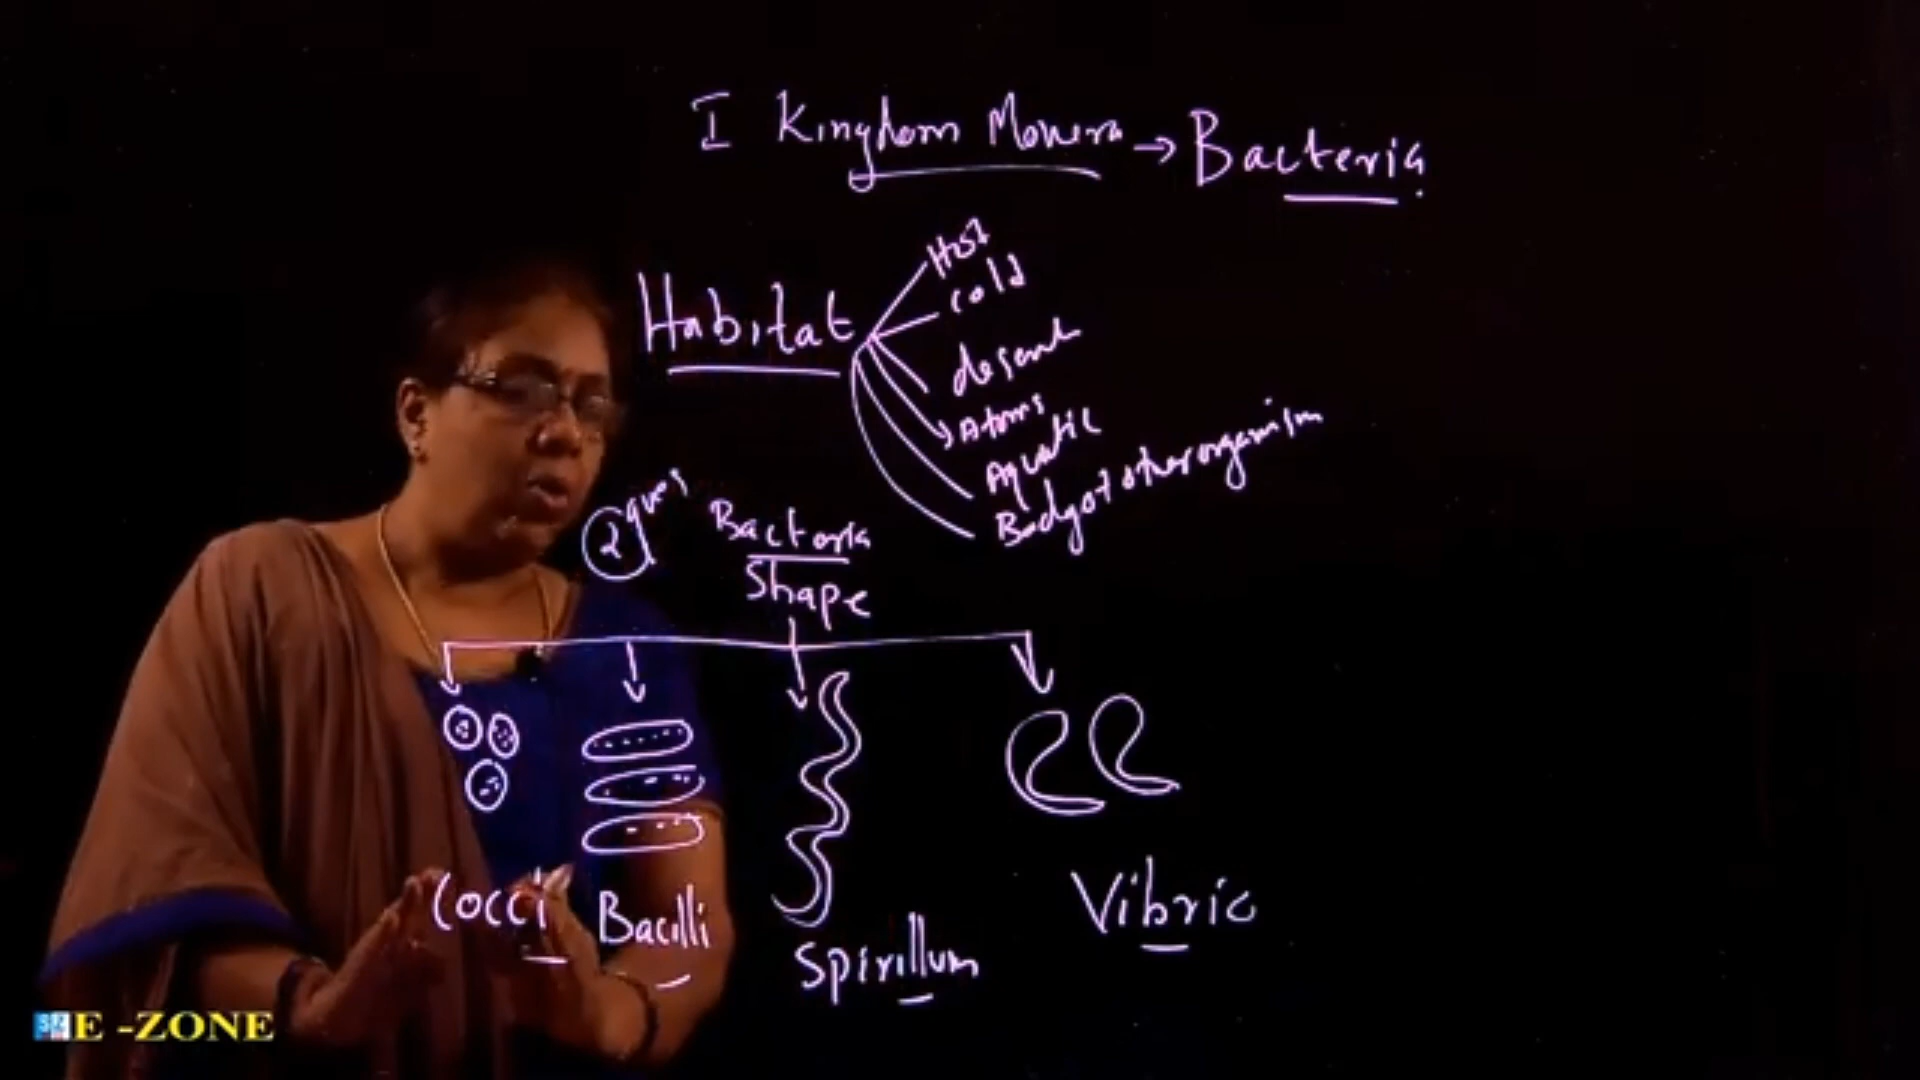 I Kingdom Monera → Bacteria
Habitat
Hot
cold
desert
Atoms
Aquatic
Body of other organism
2 ques
Bacteria
Shape
Cocci
Bacilli
Spirillum
Vibrio
E -ZONE